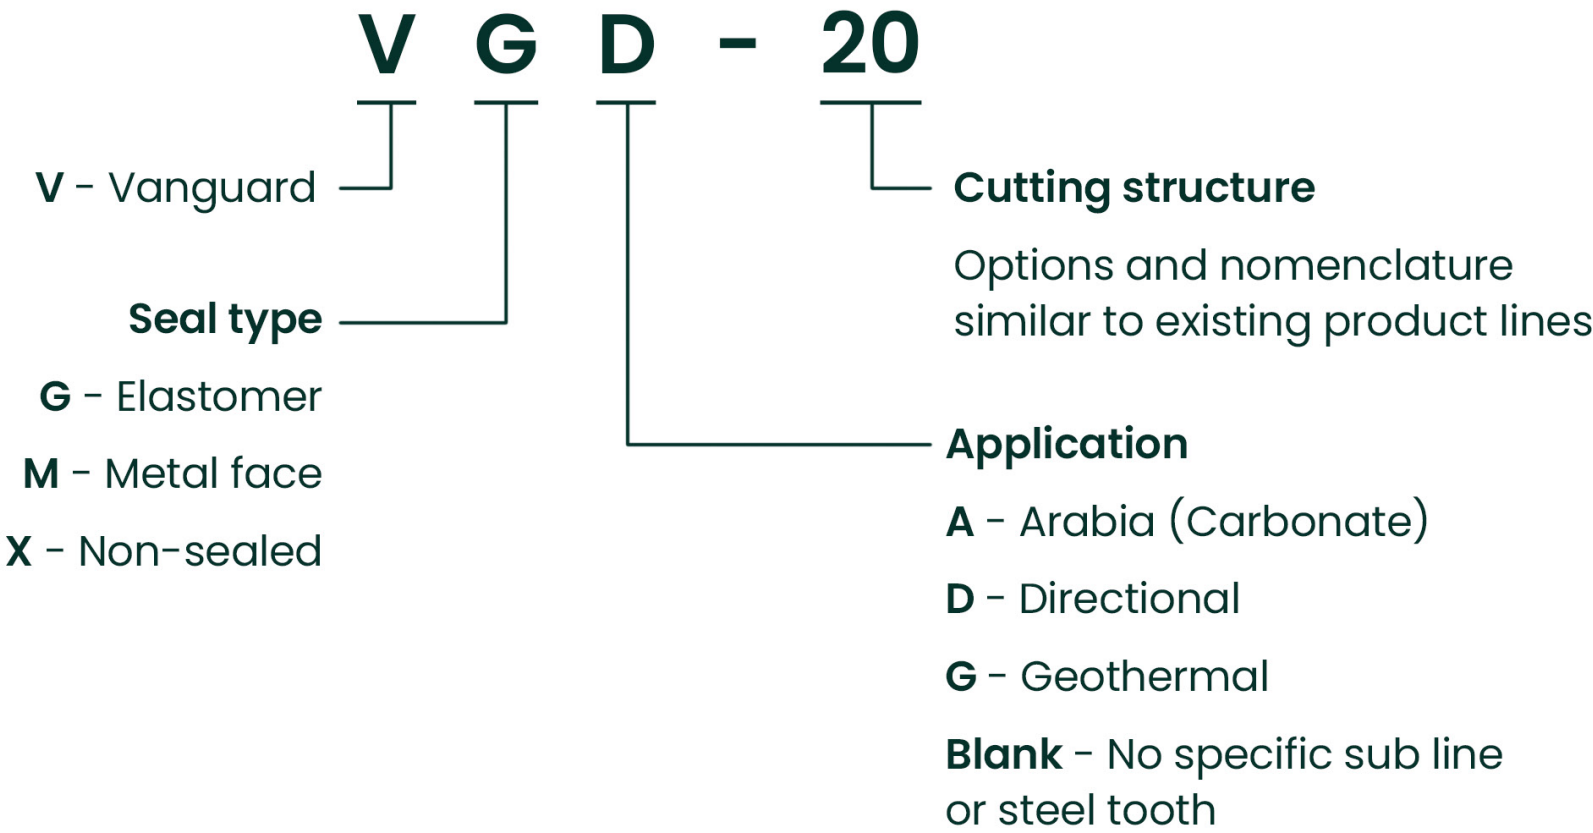 V G D - 20
V - Vanguard
Seal type
G - Elastomer
M - Metal face
X - Non-sealed
Cutting structure
Options and nomenclature
similar to existing product lines
Application
A - Arabia (Carbonate)
D - Directional
G - Geothermal
Blank - No specific sub line
or steel tooth